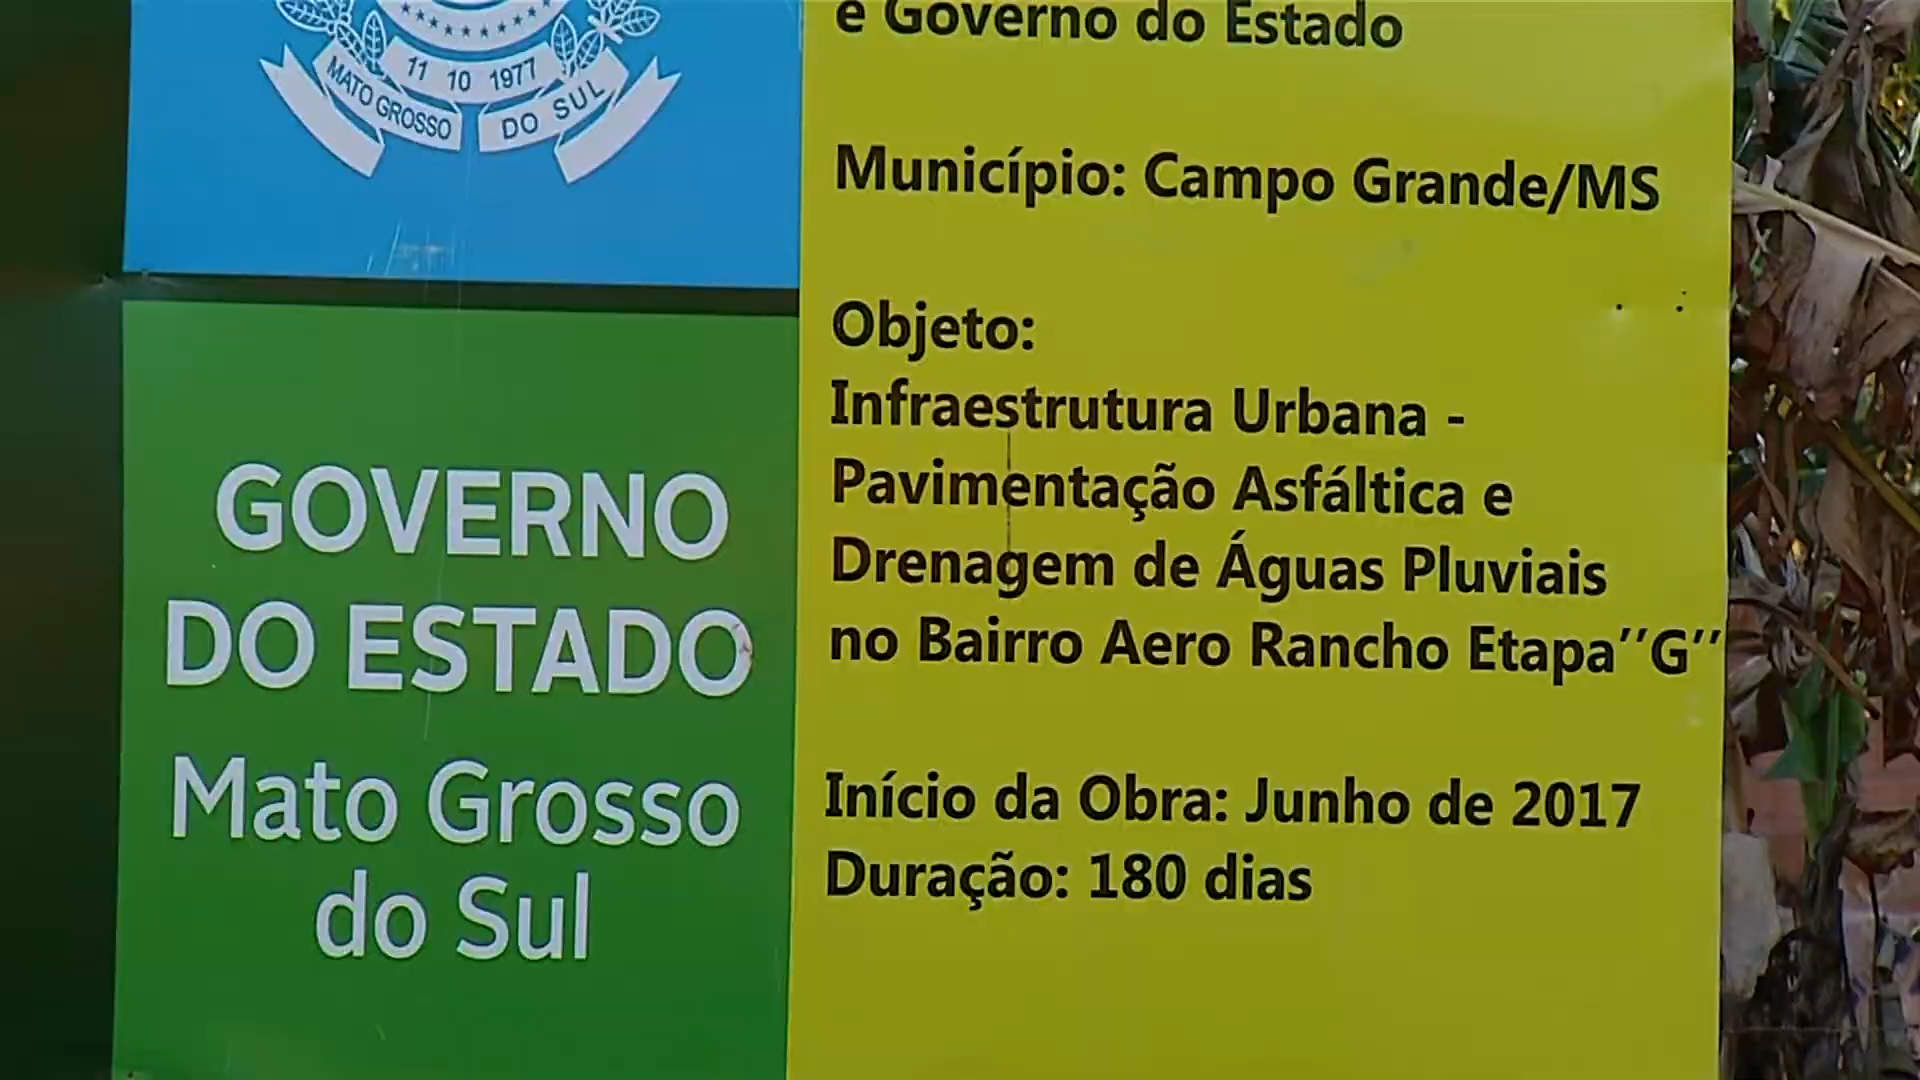 11 10 1977
MATO GROSSO DO SUL
GOVERNO
DO ESTADO
Mato Grosso
do Sul
e Governo do Estado
Município: Campo Grande/MS
Objeto:
Infraestrutura Urbana -
Pavimentação Asfáltica e
Drenagem de Águas Pluviais
no Bairro Aero Rancho Etapa''G''
Início da Obra: Junho de 2017
Duração: 180 dias